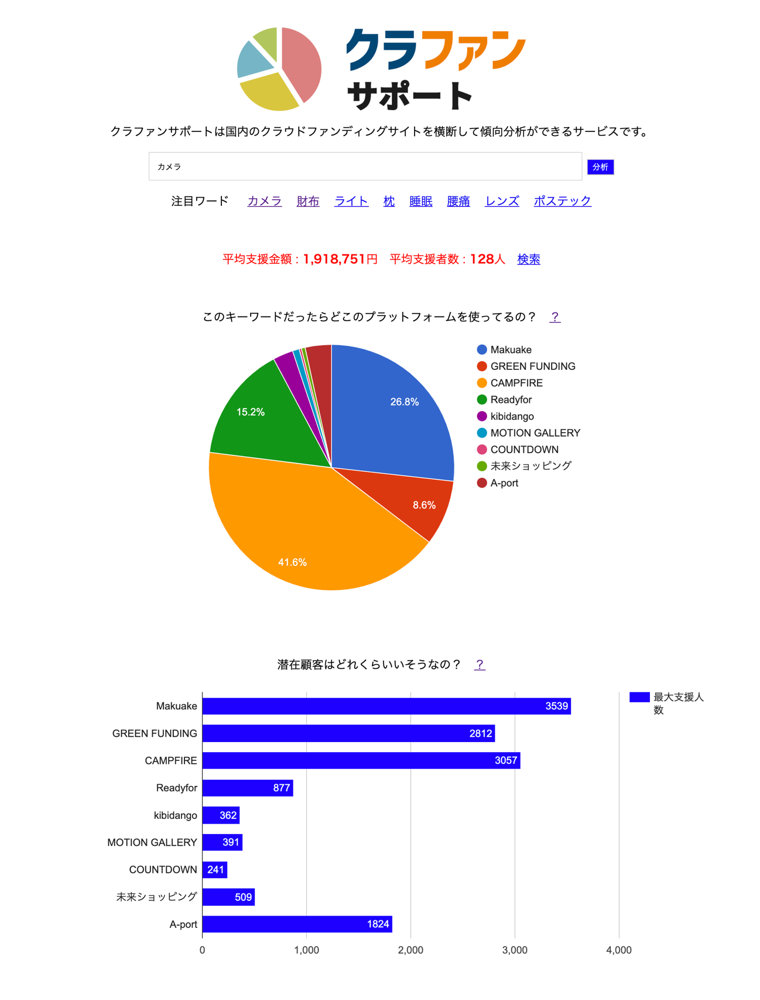 クラファン
サポート
クラファンサポートは国内のクラウドファンディングサイトを横断して傾向分析ができるサービスです。
カメラ 分析
注目ワード カメラ 財布 ライト 枕 睡眠 腰痛 レンズ ポステック
平均支援金額 : 1,918,751円 平均支援者数 : 128人 検索
このキーワードだったらどこのプラットフォームを使ってるの？ ？
Makuake
GREEN FUNDING
CAMPFIRE
Readyfor
kibidango
MOTION GALLERY
COUNTDOWN
未来ショッピング
A-port
26.8%
15.2%
8.6%
41.6%
潜在顧客はどれくらいいそうなの？ ？
最大支援人
数
Makuake 3539
GREEN FUNDING 2812
CAMPFIRE 3057
Readyfor 877
kibidango 362
MOTION GALLERY 391
COUNTDOWN 241
未来ショッピング 509
A-port 1824
0 1,000 2,000 3,000 4,000